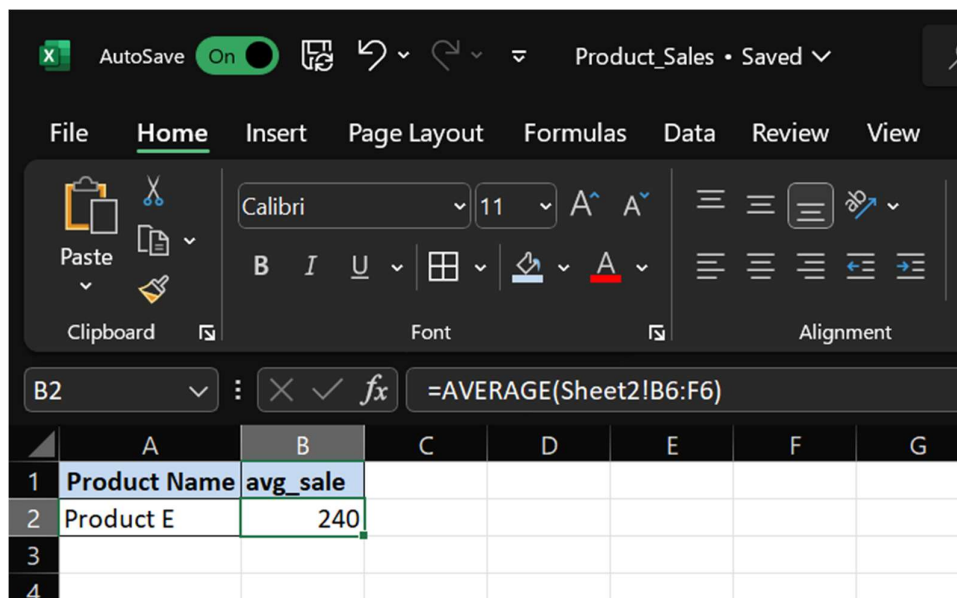 AutoSave On Product_Sales • Saved
File Home Insert Page Layout Formulas Data Review View
Calibri 11 A A
Paste
B I U A
Clipboard Font Alignment
B2 fx =AVERAGE(Sheet2!B6:F6)
A B C D E F G
1 Product Name avg_sale
2 Product E 240
3
4